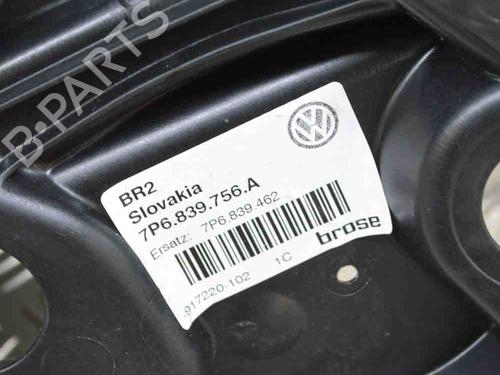 B-PARTS
BR2
Slovakia
7P6.839.756.A
Ersatz: 7P6.839.462
917220-102 1C
brose